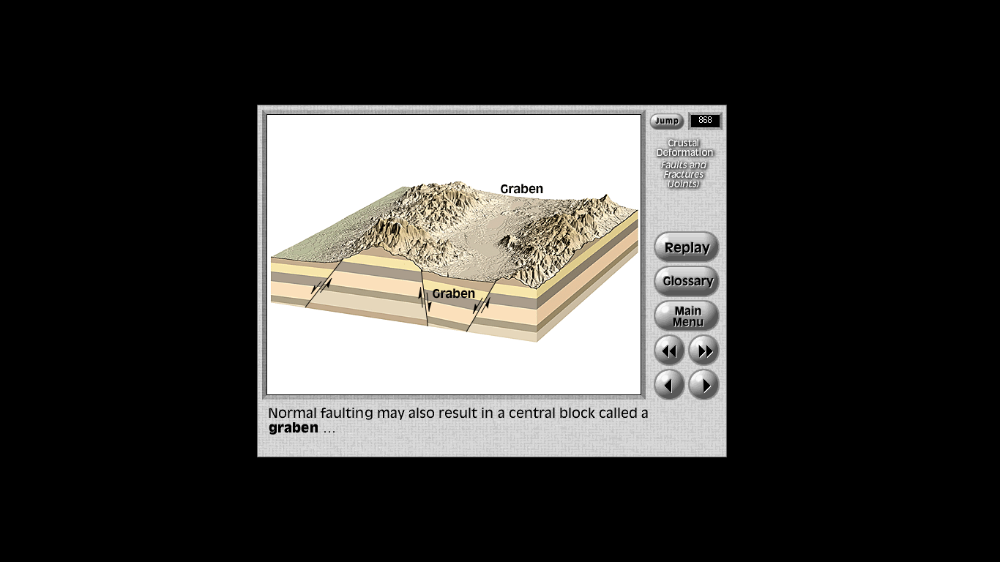 Jump 868
Crustal
Deformation
Faults and
Fractures
(Joints)
Graben
Graben
Replay
Glossary
Main
Menu
Normal faulting may also result in a central block called a
graben ...